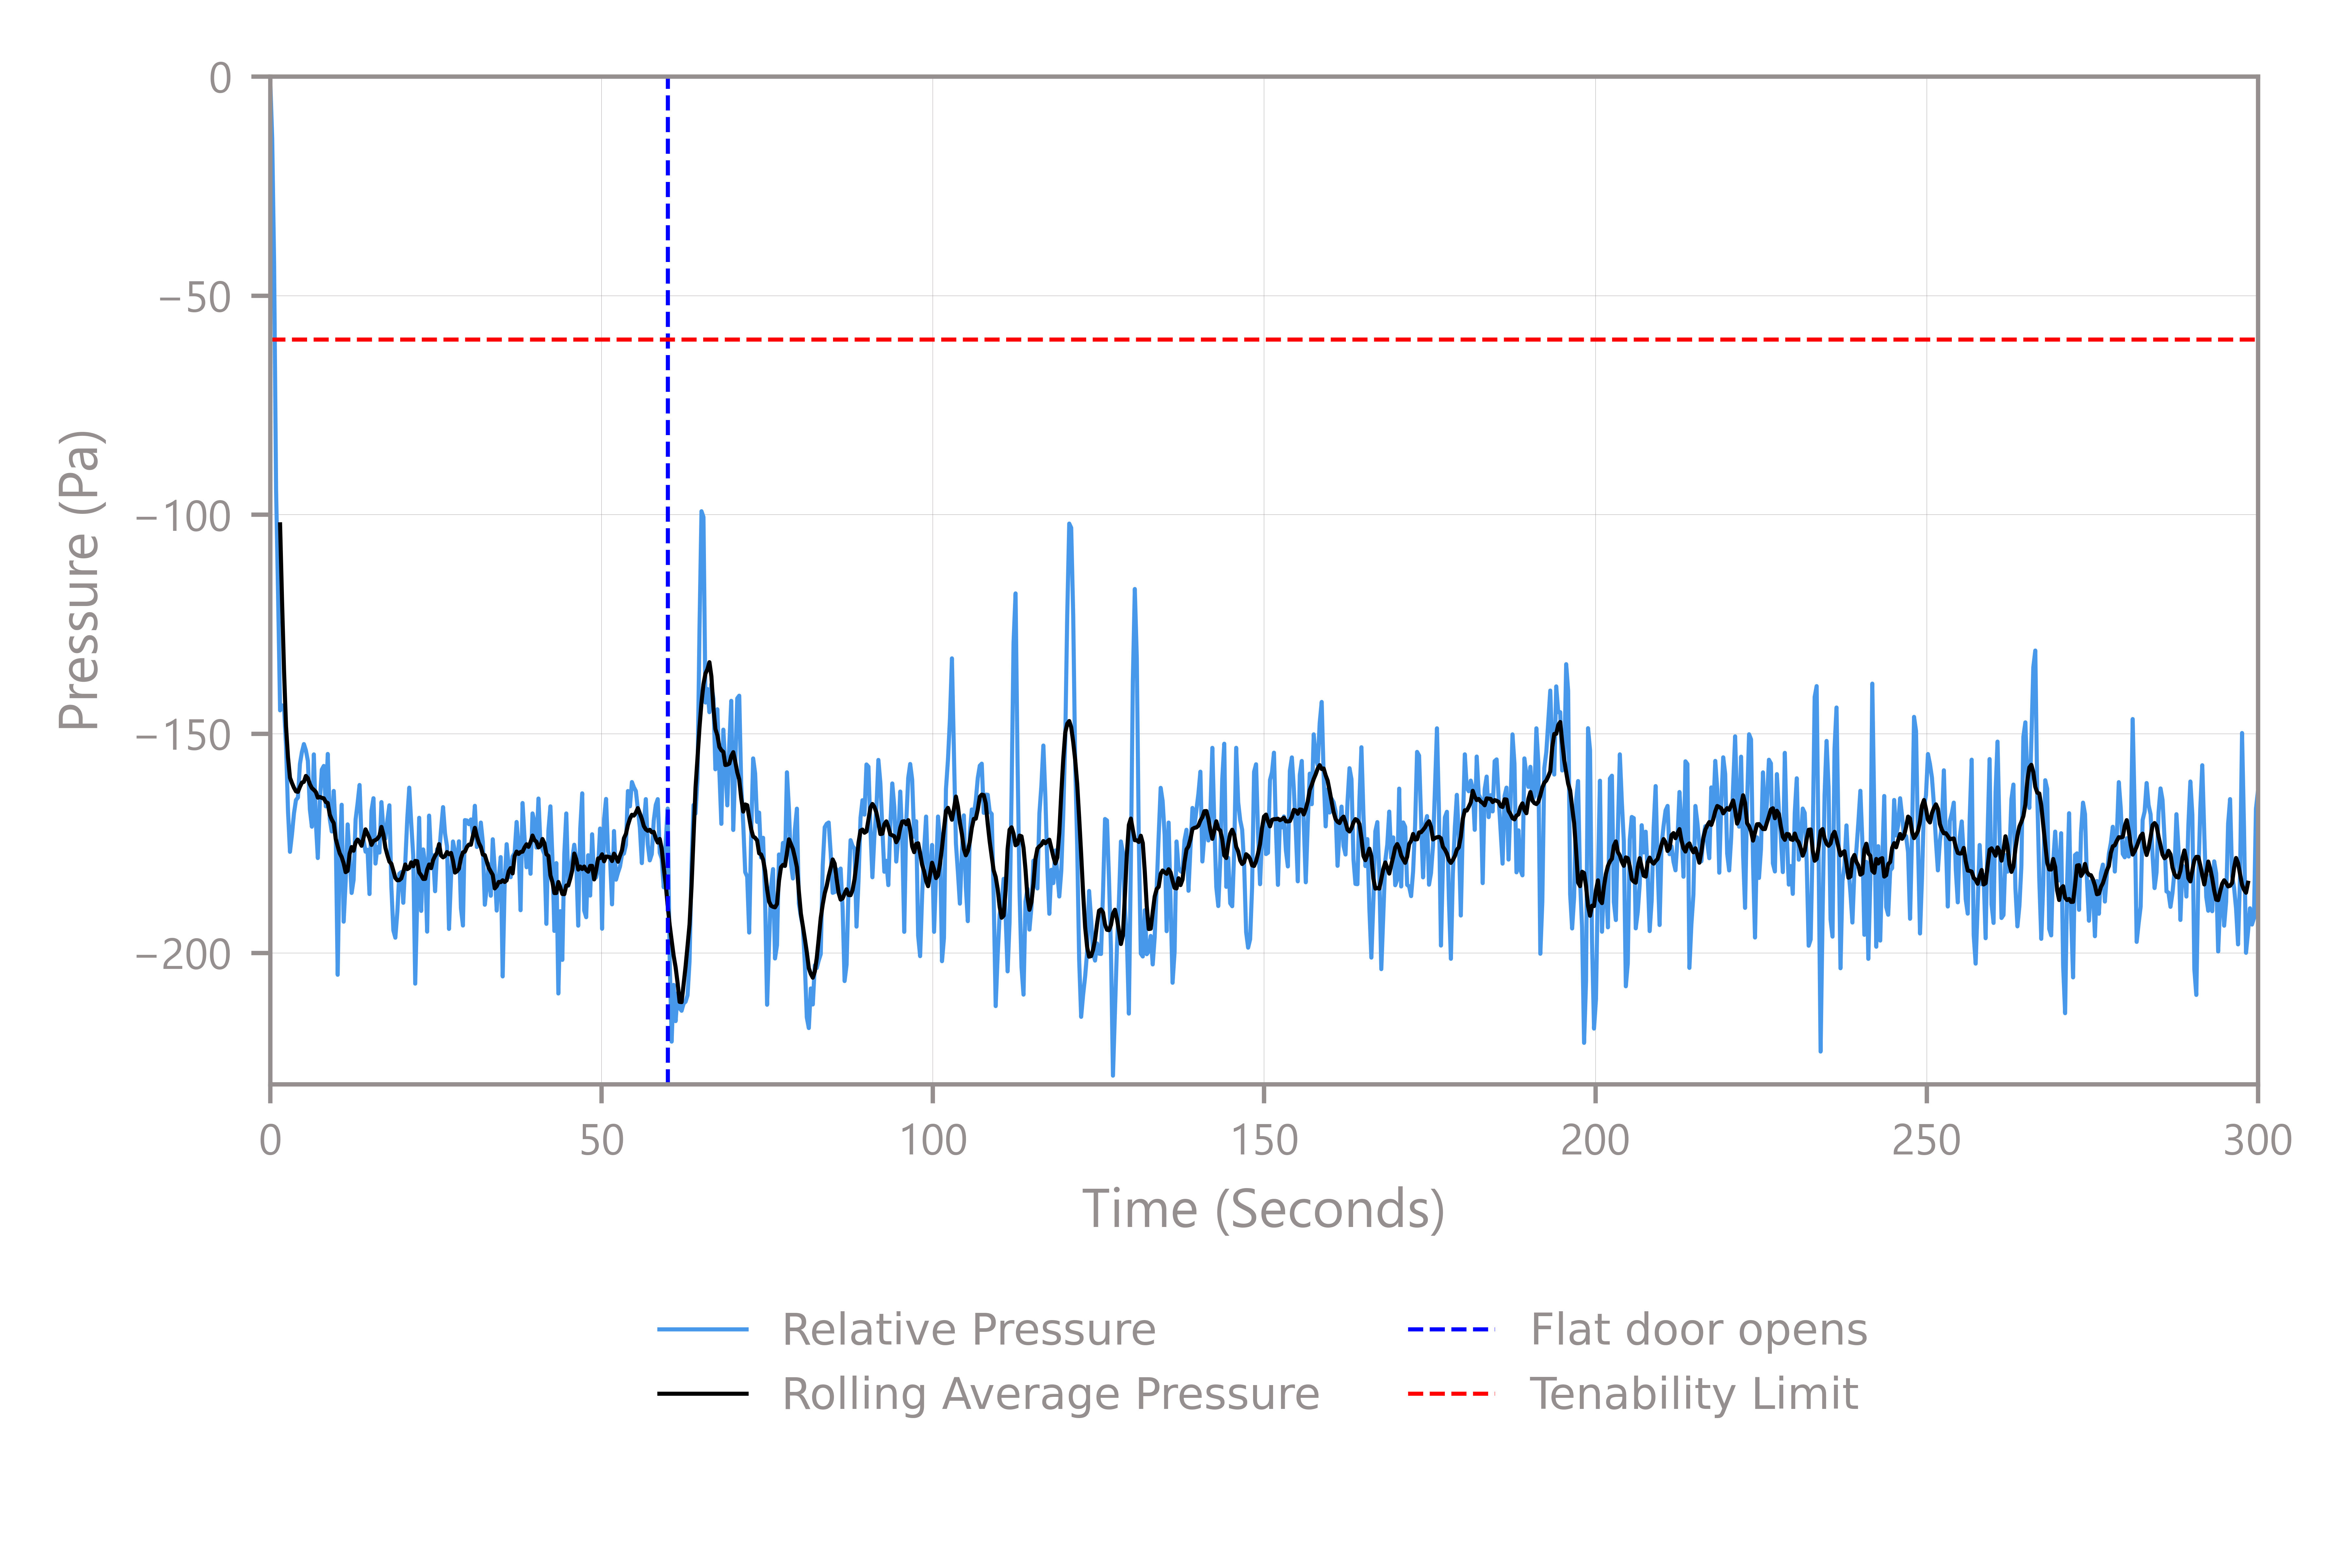 0
−50
−100
−150
−200
Pressure (Pa)
0 50 100 150 200 250 300
Time (Seconds)
Relative Pressure
Rolling Average Pressure
Flat door opens
Tenability Limit